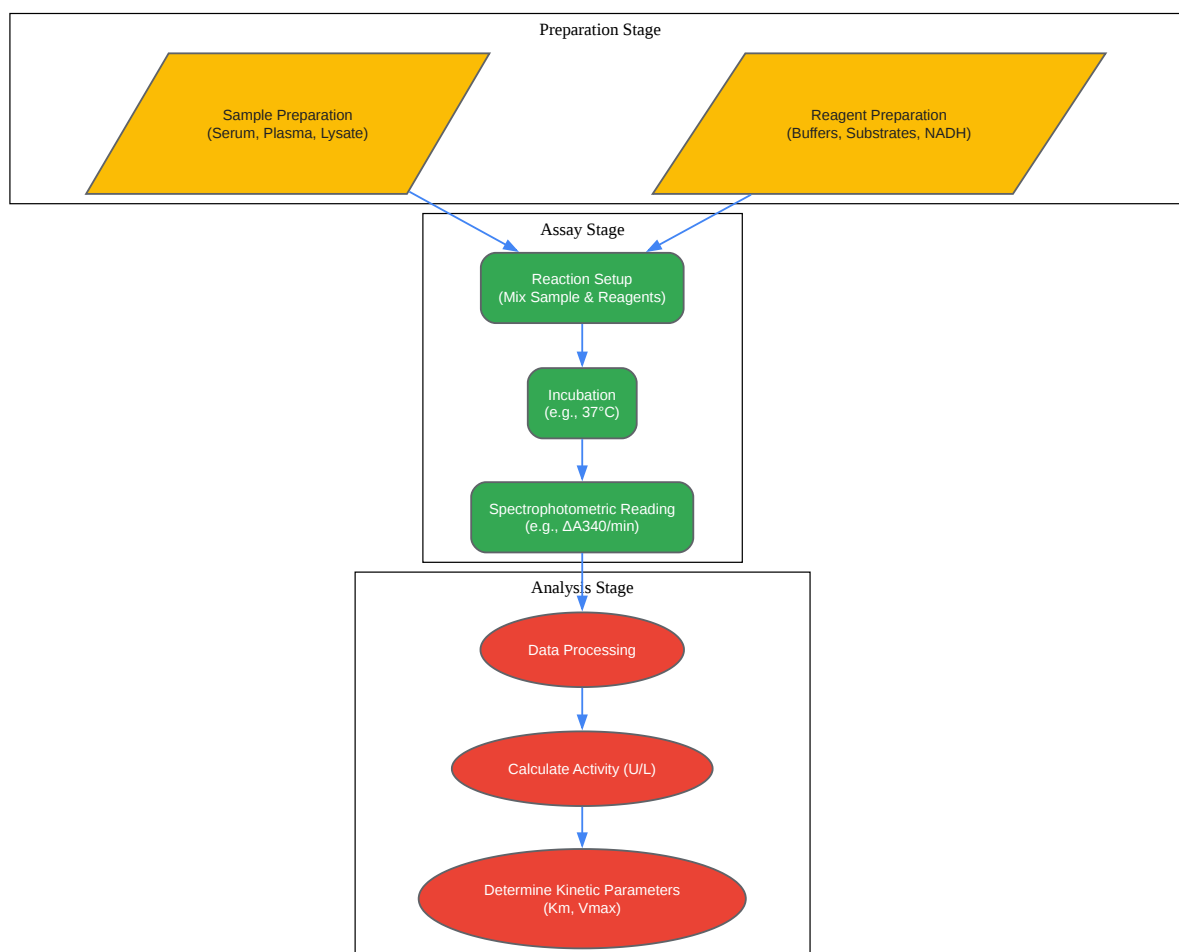 Preparation Stage
Sample Preparation
(Serum, Plasma, Lysate)
Reagent Preparation
(Buffers, Substrates, NADH)
Assay Stage
Reaction Setup
(Mix Sample & Reagents)
Incubation
(e.g., 37°C)
Spectrophotometric Reading
(e.g., ΔA340/min)
Analysis Stage
Data Processing
Calculate Activity (U/L)
Determine Kinetic Parameters
(Km, Vmax)